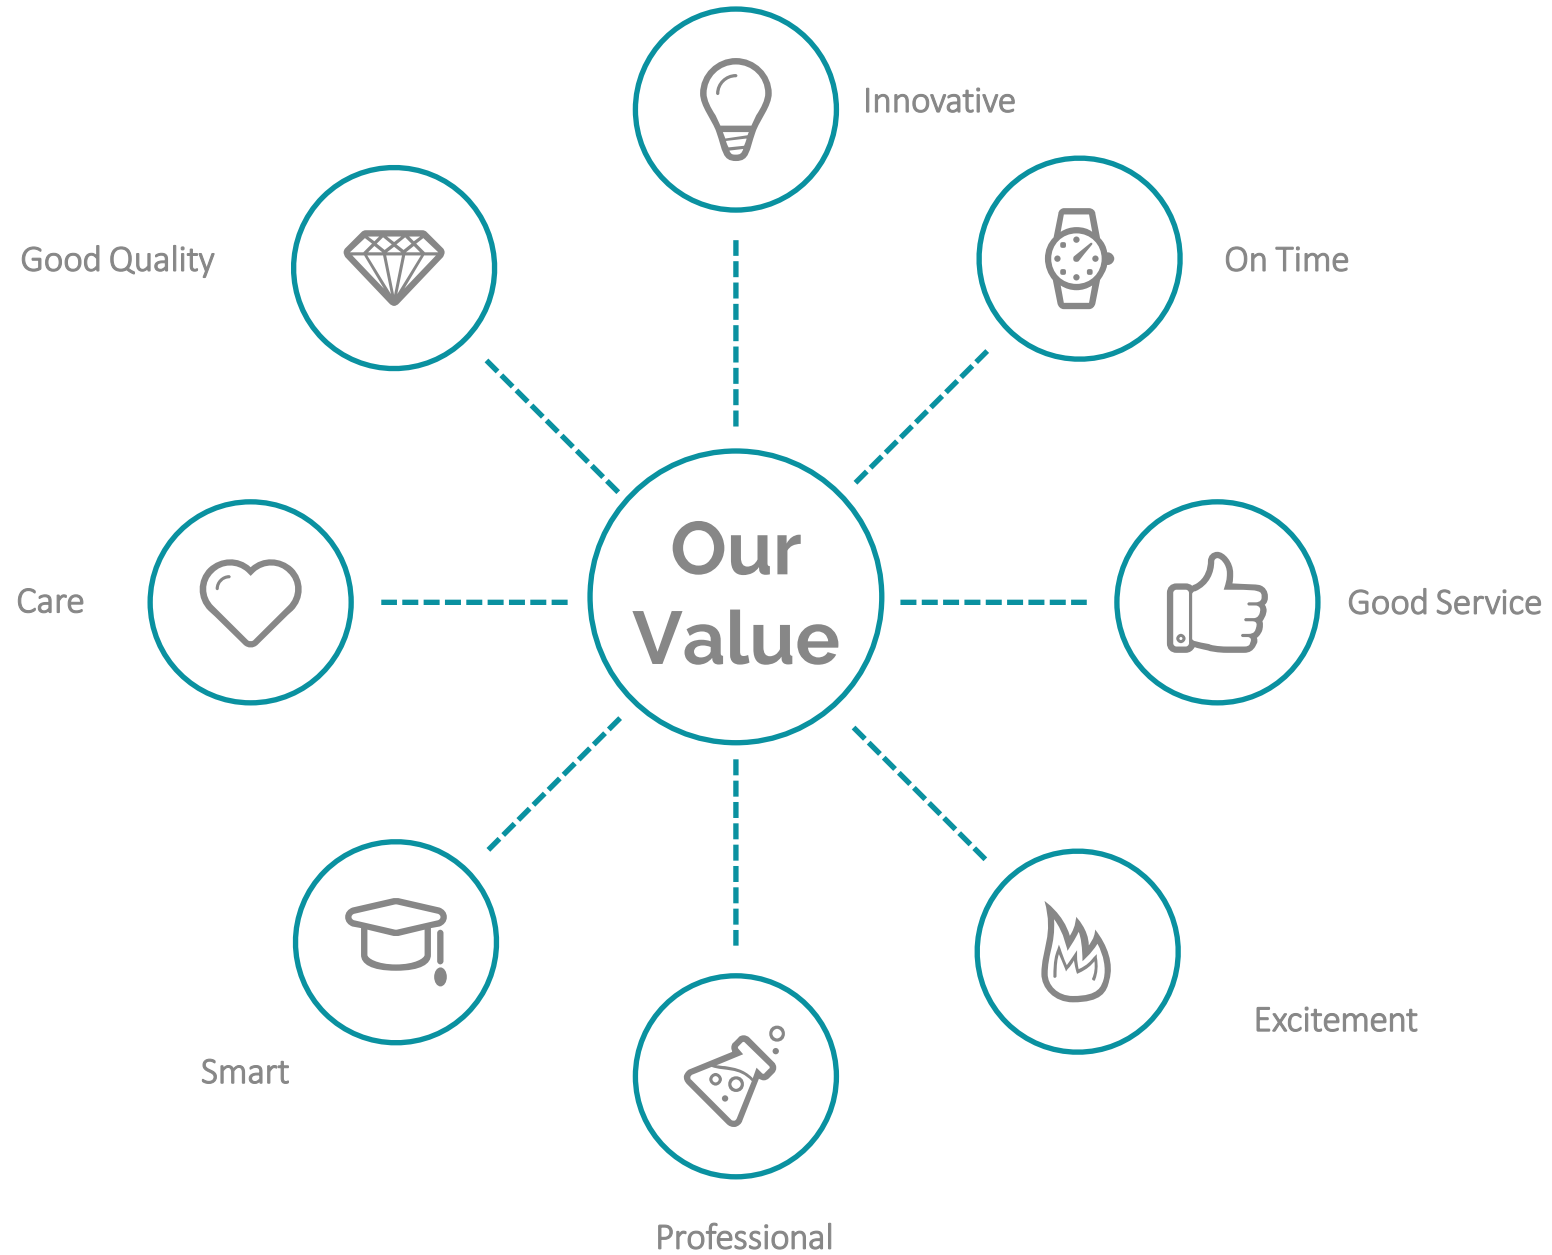 Innovative
Good Quality
On Time
Our
Value
Care
Good Service
Excitement
Smart
Professional